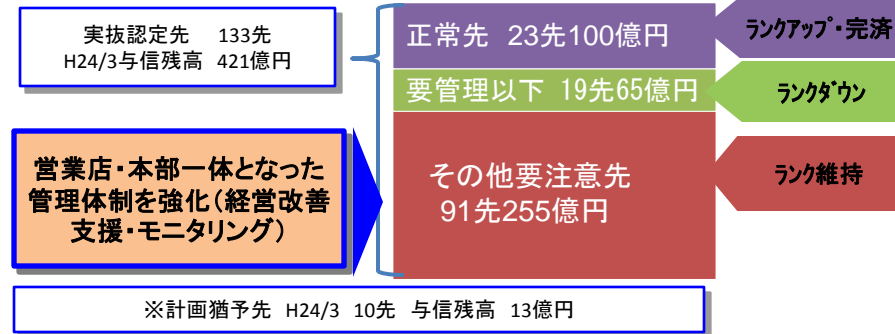 実抜認定先 133先
H24/3与信残高 421億円
正常先 23先100億円
ランクアップ・完済
要管理以下 19先65億円
ランクダウン
営業店・本部一体となった
管理体制を強化(経営改善
支援・モニタリング)
その他要注意先
91先255億円
ランク維持
※計画猶予先 H24/3 10先 与信残高 13億円